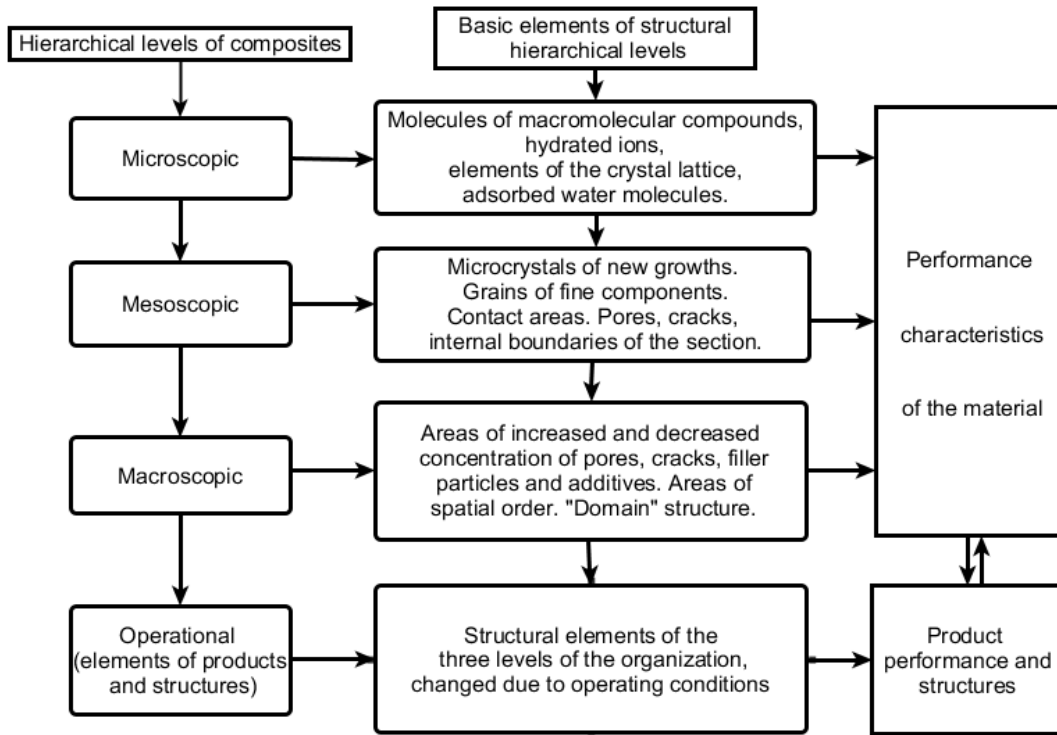 Hierarchical levels of composites
Basic elements of structural
hierarchical levels
Microscopic
Molecules of macromolecular compounds,
hydrated ions,
elements of the crystal lattice,
adsorbed water molecules.
Mesoscopic
Microcrystals of new growths.
Grains of fine components.
Contact areas. Pores, cracks,
internal boundaries of the section.
Performance
characteristics
of the material
Macroscopic
Areas of increased and decreased
concentration of pores, cracks, filler
particles and additives. Areas of
spatial order. "Domain" structure.
Operational
(elements of products
and structures)
Structural elements of the
three levels of the organization,
changed due to operating conditions
Product
performance and
structures